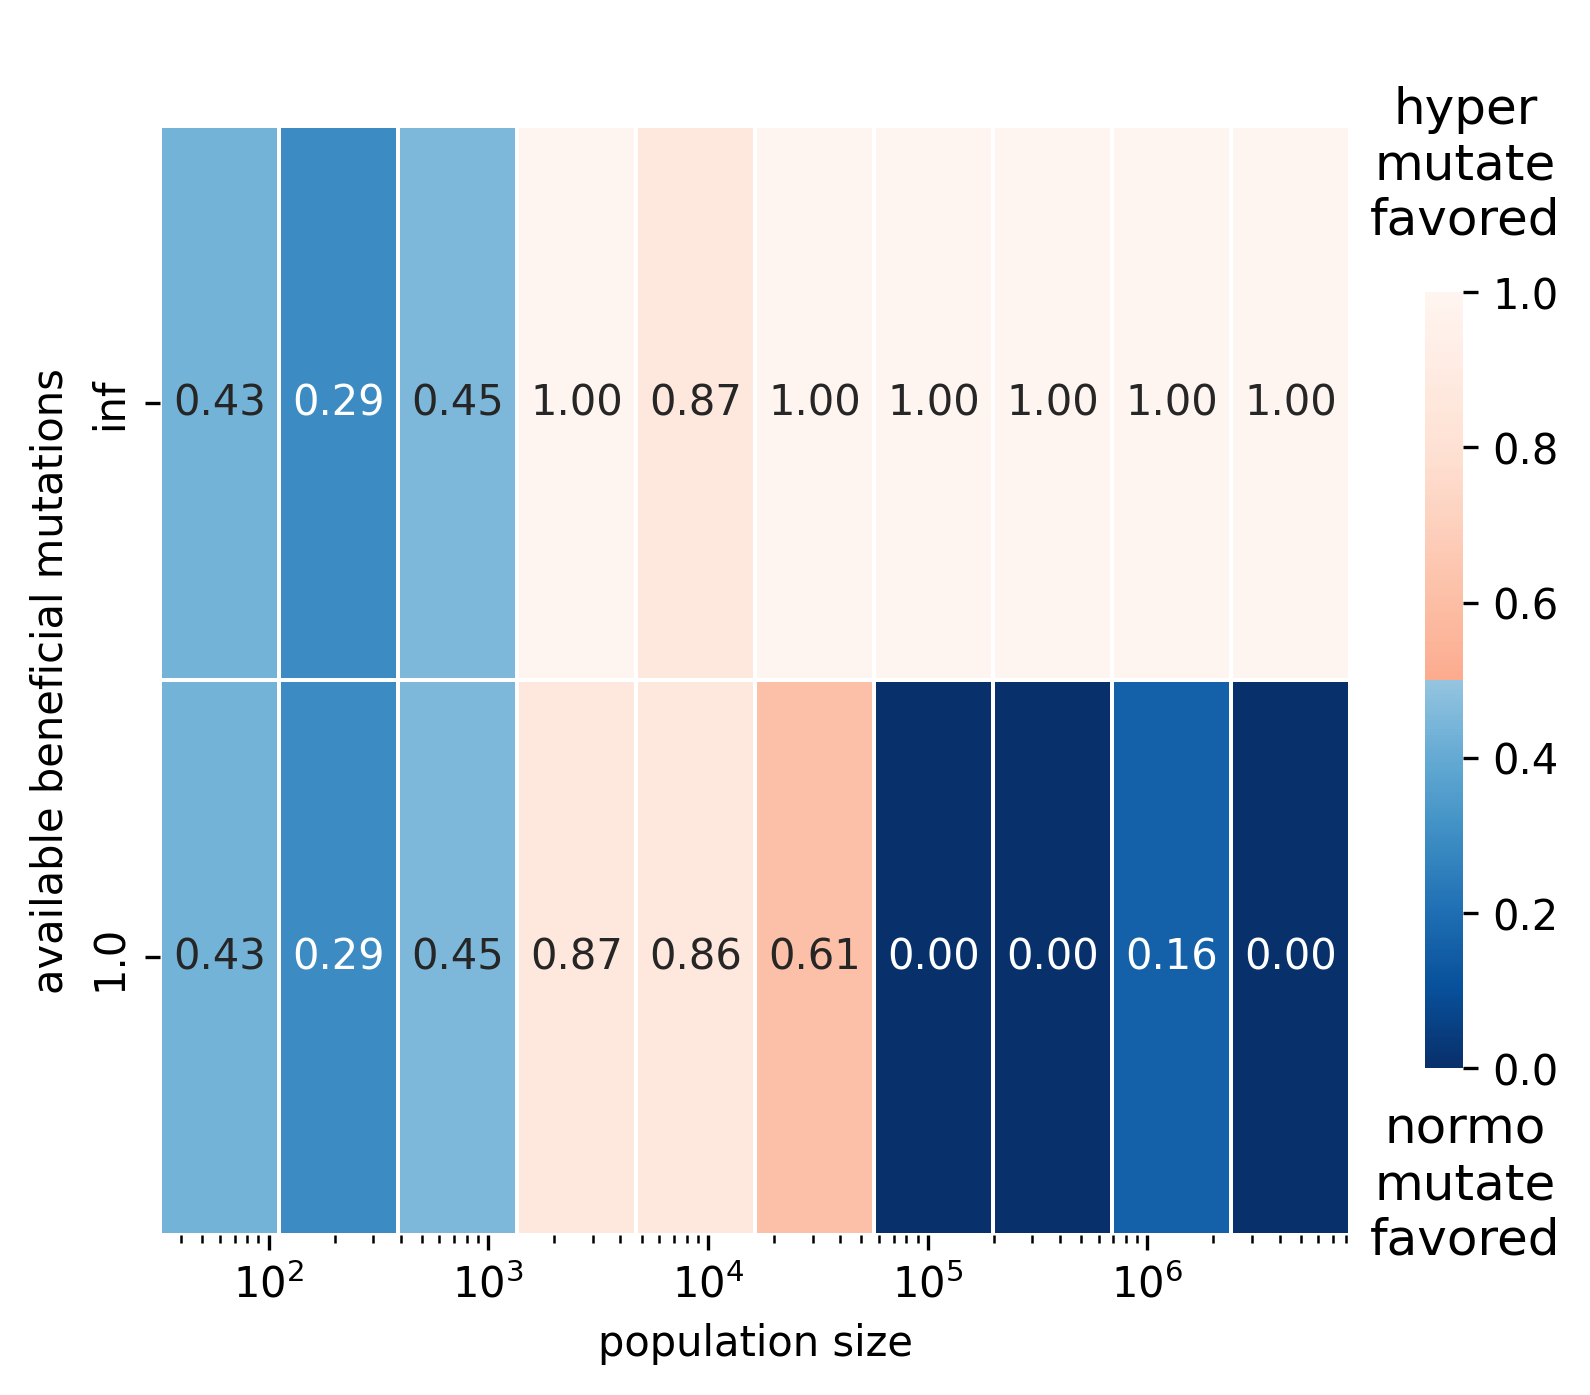 hyper
mutate
favored
available beneficial mutations
inf
0.43 0.29 0.45 1.00 0.87 1.00 1.00 1.00 1.00 1.00
1.0
0.43 0.29 0.45 0.87 0.86 0.61 0.00 0.00 0.16 0.00
1.0
0.8
0.6
0.4
0.2
0.0
normo
mutate
favored
10² 10³ 10⁴ 10⁵ 10⁶
population size